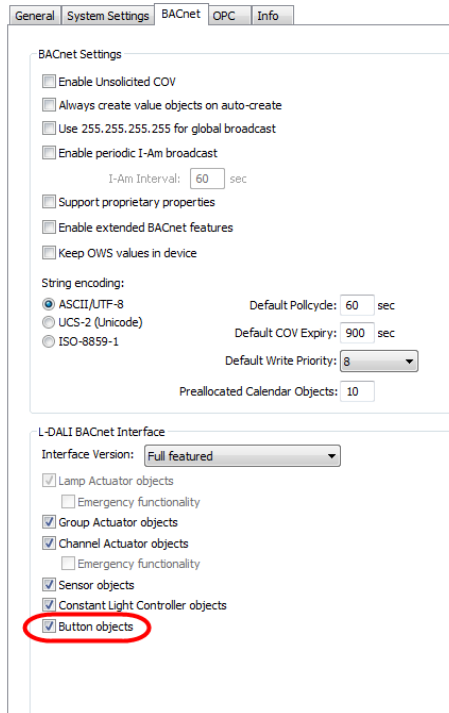 General System Settings BACnet OPC Info
BACnet Settings
Enable Unsolicited COV
Always create value objects on auto-create
Use 255.255.255.255 for global broadcast
Enable periodic I-Am broadcast
I-Am Interval: 60 sec
Support proprietary properties
Enable extended BACnet features
Keep OWS values in device
String encoding:
ASCII/UTF-8 Default Pollcycle: 60 sec
UCS-2 (Unicode) Default COV Expiry: 900 sec
ISO-8859-1
Default Write Priority: 8
Preallocated Calendar Objects: 10
L-DALI BACnet Interface
Interface Version: Full featured
Lamp Actuator objects
Emergency functionality
Group Actuator objects
Channel Actuator objects
Emergency functionality
Sensor objects
Constant Light Controller objects
Button objects